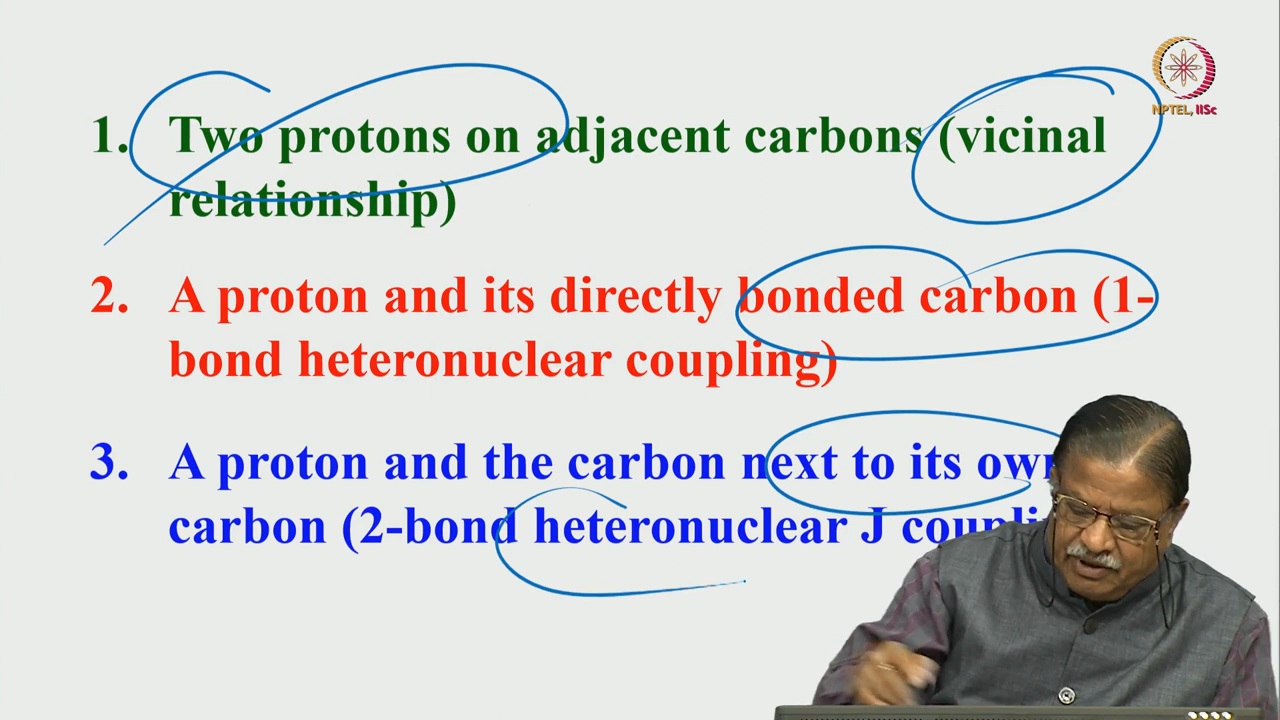 NPTEL, IISc
1. Two protons on adjacent carbons (vicinal
relationship)
2. A proton and its directly bonded carbon (1-
bond heteronuclear coupling)
3. A proton and the carbon next to its own
carbon (2-bond heteronuclear J